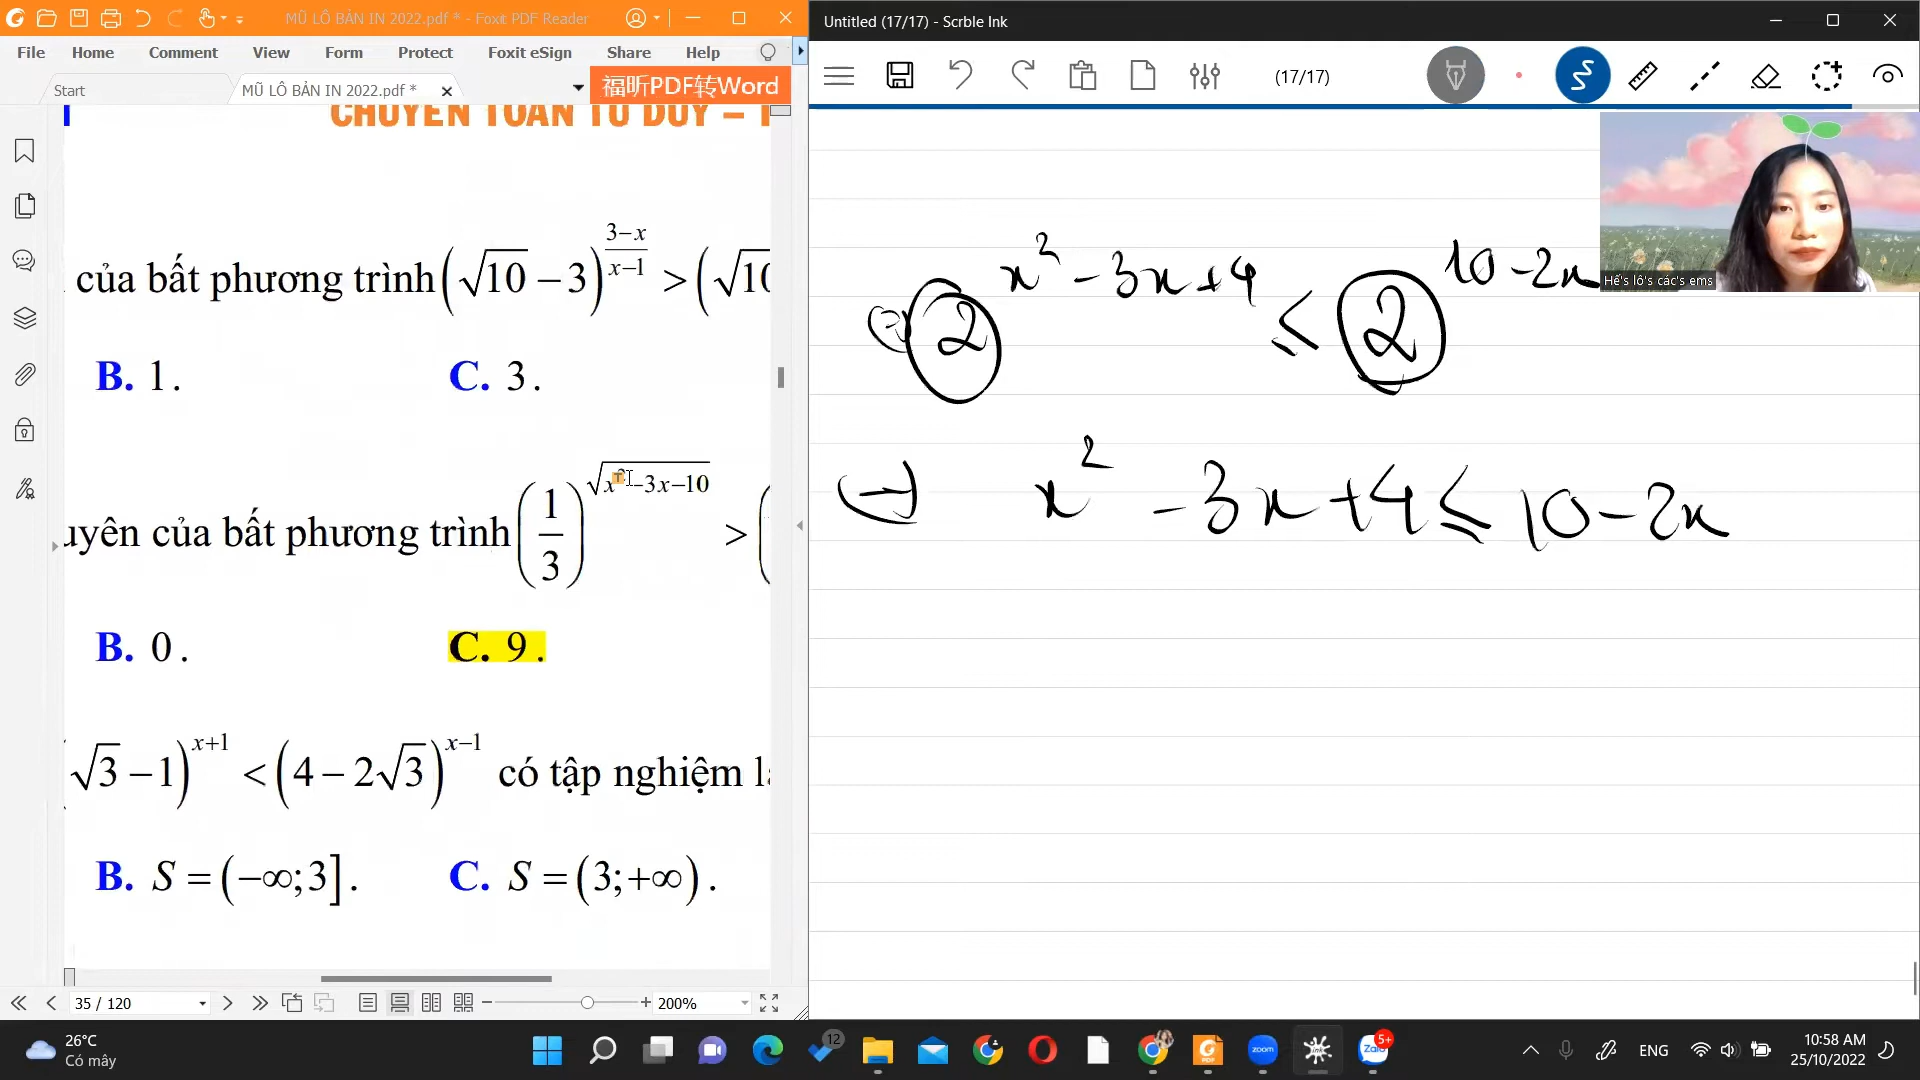 MŨ LÔ BẢN IN 2022.pdf * - Foxit PDF Reader
File Home Comment View Form Protect Foxit eSign Share Help
Start
MŨ LÔ BẢN IN 2022.pdf *
福昕PDF转Word
CHUYÊN TOÁN TƯ DUY –
của bất phương trình (√10 − 3)^((3−x)/(x−1)) > (√10
B. 1. C. 3.
uyên của bất phương trình (1/3)^(√(x²−3x−10)) > (
B. 0. C. 9.
√3 − 1)^(x+1) < (4 − 2√3)^(x−1) có tập nghiệm l
B. S = (−∞;3]. C. S = (3;+∞).
35 / 120
200%
Untitled (17/17) - Scrble Ink
(17/17)
Hế's lô's các's ems
2^(x² − 3x + 4) ≤ 2^(10 − 2x)
x² − 3x + 4 ≤ 10 − 2x
26°C
Có mây
12
zoom
Zalo
5+
ENG
10:58 AM
25/10/2022